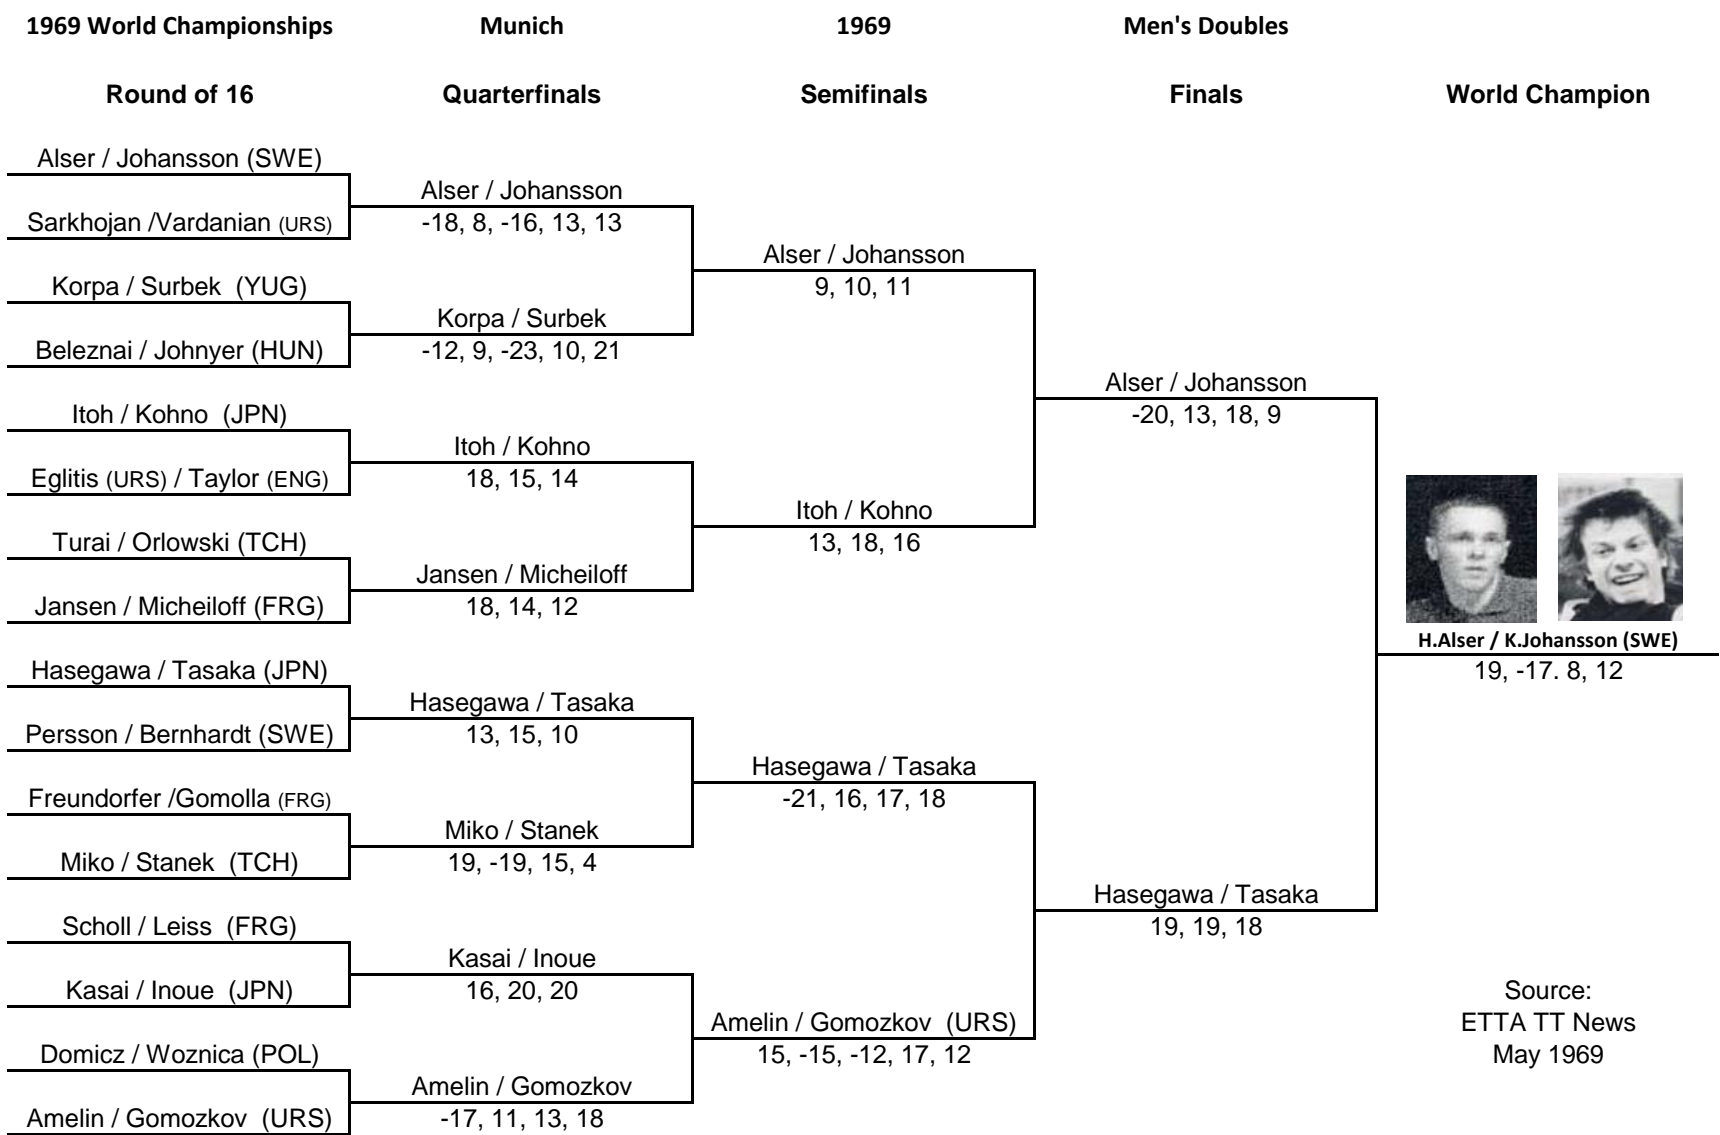 1969 World Championships Munich 1969 Men's Doubles
Round of 16 Quarterfinals Semifinals Finals World Champion
Alser / Johansson (SWE)
Sarkhojan /Vardanian (URS)
Korpa / Surbek (YUG)
Beleznai / Johnyer (HUN)
Itoh / Kohno (JPN)
Eglitis (URS) / Taylor (ENG)
Turai / Orlowski (TCH)
Jansen / Micheiloff (FRG)
Hasegawa / Tasaka (JPN)
Persson / Bernhardt (SWE)
Freundorfer /Gomolla (FRG)
Miko / Stanek (TCH)
Scholl / Leiss (FRG)
Kasai / Inoue (JPN)
Domicz / Woznica (POL)
Amelin / Gomozkov (URS)
Alser / Johansson
-18, 8, -16, 13, 13
Korpa / Surbek
-12, 9, -23, 10, 21
Itoh / Kohno
18, 15, 14
Jansen / Micheiloff
18, 14, 12
Hasegawa / Tasaka
13, 15, 10
Miko / Stanek
19, -19, 15, 4
Kasai / Inoue
16, 20, 20
Amelin / Gomozkov
-17, 11, 13, 18
Alser / Johansson
9, 10, 11
Itoh / Kohno
13, 18, 16
Hasegawa / Tasaka
-21, 16, 17, 18
Amelin / Gomozkov (URS)
15, -15, -12, 17, 12
Alser / Johansson
-20, 13, 18, 9
Hasegawa / Tasaka
19, 19, 18
H.Alser / K.Johansson (SWE)
19, -17. 8, 12
Source:
ETTA TT News
May 1969